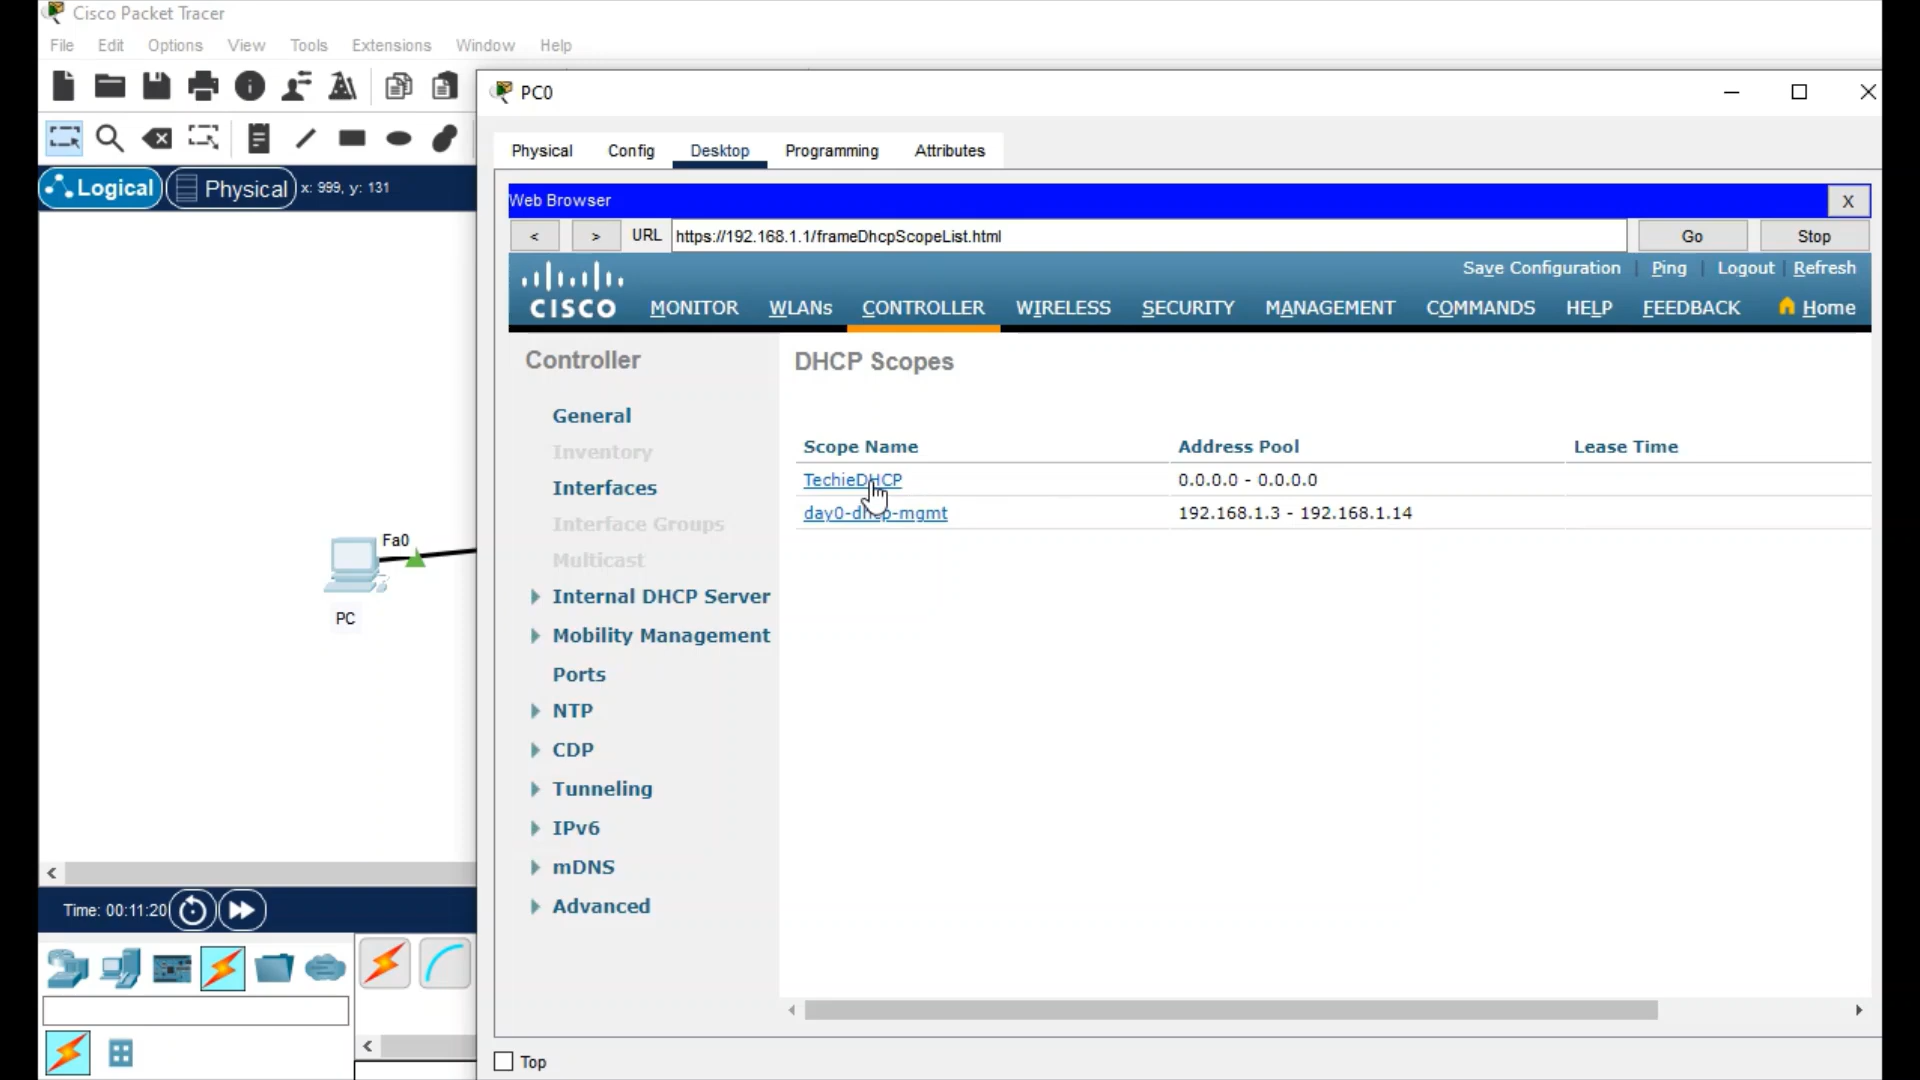 Cisco Packet Tracer
File Edit Options View Tools Extensions Window Help
PC0
Physical Config Desktop Programming Attributes
Logical Physical x: 999, y: 131
Web Browser X
< > URL https://192.168.1.1/frameDhcpScopeList.html Go Stop
Save Configuration Ping Logout Refresh
CISCO MONITOR WLANs CONTROLLER WIRELESS SECURITY MANAGEMENT COMMANDS HELP FEEDBACK Home
Controller
General
Inventory
Interfaces
Interface Groups
Multicast
Internal DHCP Server
Mobility Management
Ports
NTP
CDP
Tunneling
IPv6
mDNS
Advanced
DHCP Scopes
Scope Name Address Pool Lease Time
TechieDHCP 0.0.0.0 - 0.0.0.0
day0-dhcp-mgmt 192.168.1.3 - 192.168.1.14
Fa0
PC
Time: 00:11:20
Top